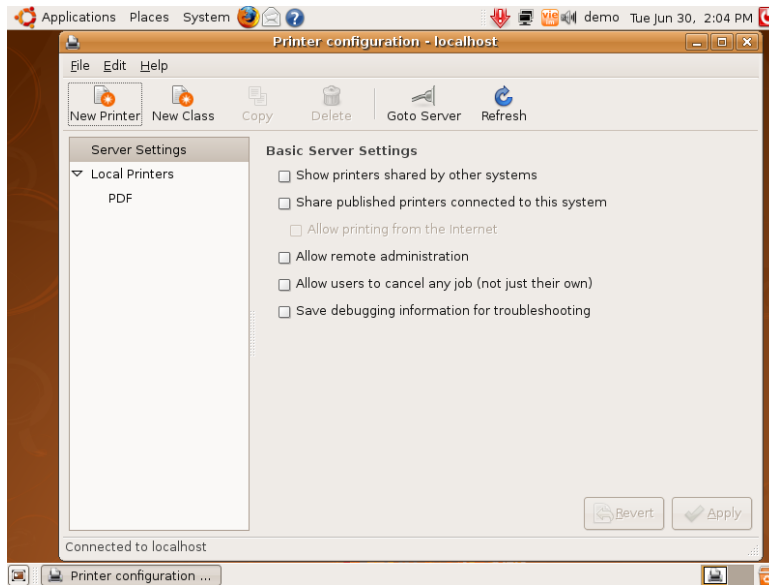 Applications Places System demo Tue Jun 30, 2:04 PM
Printer configuration - localhost
File Edit Help
New Printer New Class Copy Delete Goto Server Refresh
Server Settings
Local Printers
PDF
Basic Server Settings
Show printers shared by other systems
Share published printers connected to this system
Allow printing from the Internet
Allow remote administration
Allow users to cancel any job (not just their own)
Save debugging information for troubleshooting
Revert Apply
Connected to localhost
Printer configuration ...